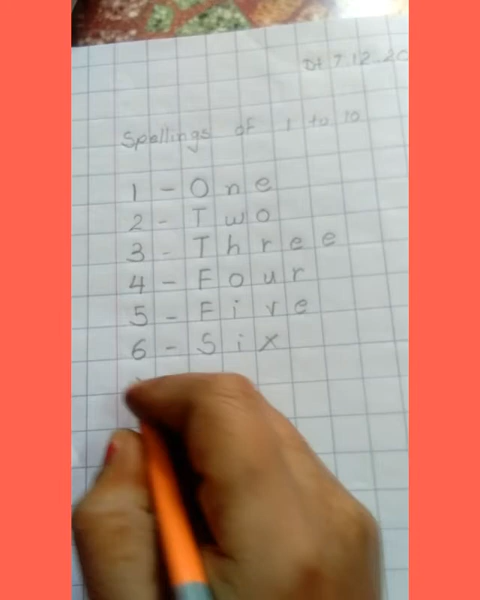 Dt 7.12..20
Spellings of 1 to 10
1 - One
2 - Two
3 - Three
4 - Four
5 - Five
6 - Six